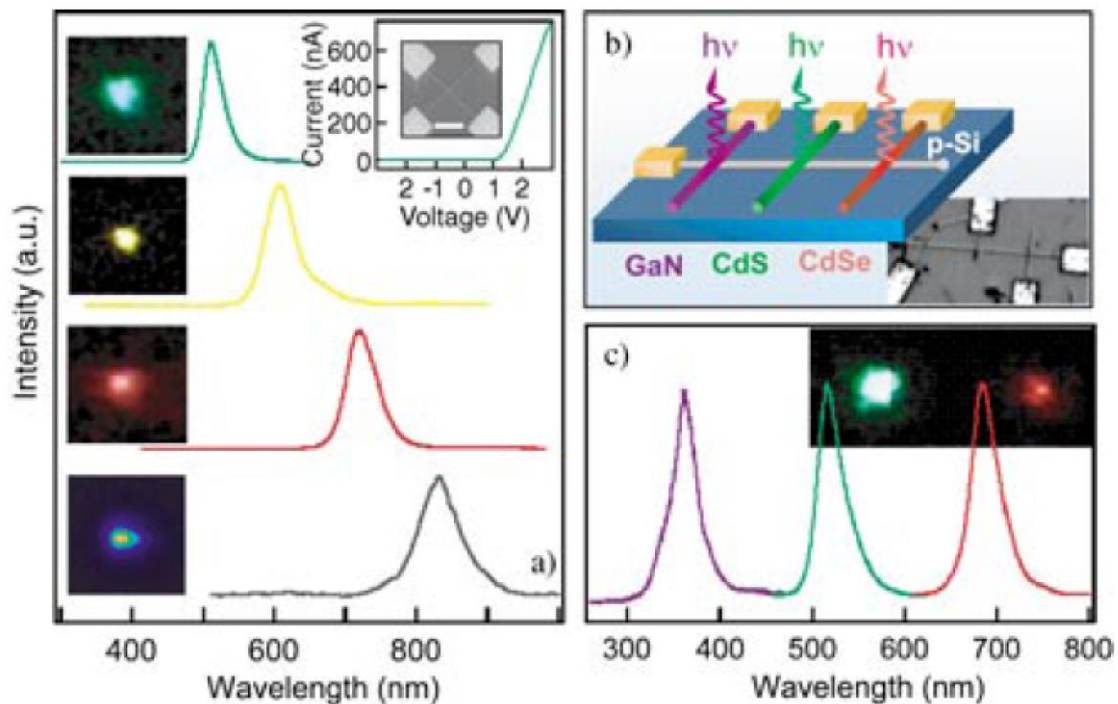 Intensity (a.u.)
Current (nA)
600
400
200
0
2 -1 0 1 2
Voltage (V)
a)
400 600 800
Wavelength (nm)
b)
hν hν hν
p-Si
GaN CdS CdSe
c)
300 400 500 600 700 800
Wavelength (nm)